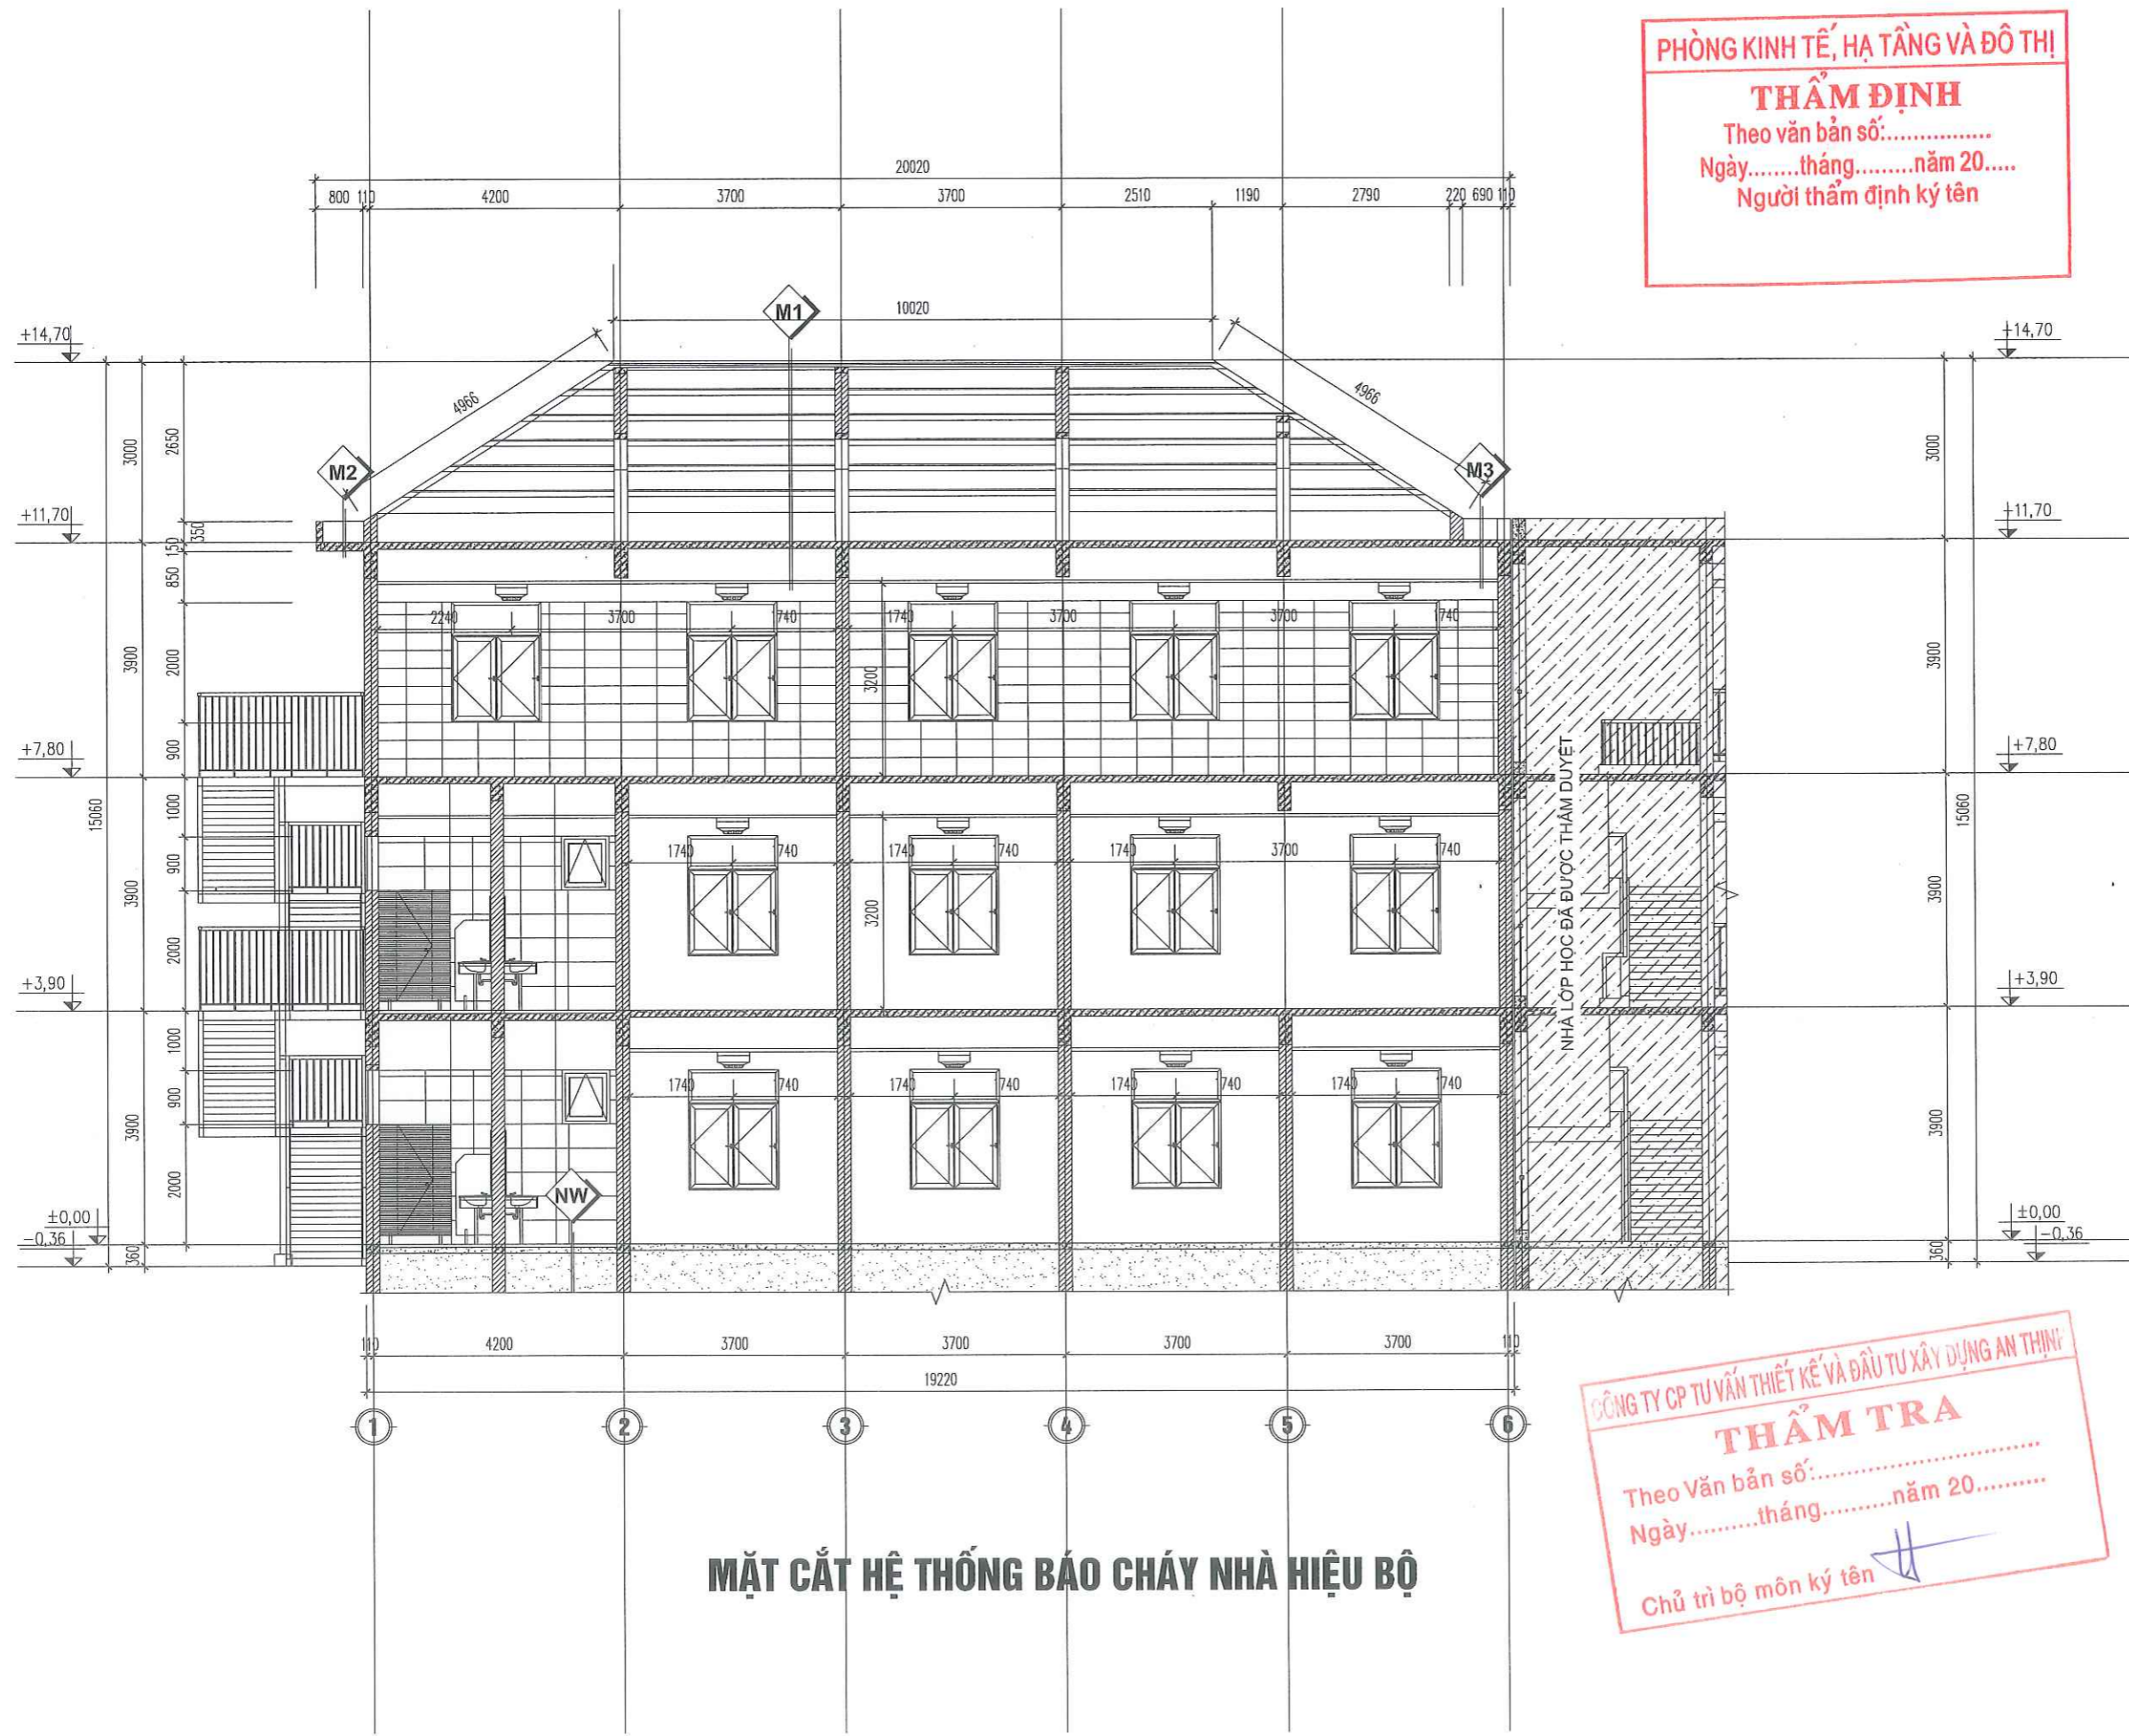 PHÒNG KINH TẾ, HẠ TẦNG VÀ ĐÔ THỊ
THẨM ĐỊNH
Theo văn bản số:................
Ngày........tháng.........năm 20.....
Người thẩm định ký tên
20020
800 110 4200 3700 3700 2510 1190 2790 220 690 110
M1
10020
+14,70
+14,70
4966
4966
3000
2650
3000
M2
M3
+11,70
+11,70
350
150
850
2240 3700 1740 1740 3700 3700 1740
3900
2000
3200
3900
900
+7,80
+7,80
15060
1000
15060
1740 1740 1740 1740 1740 3700 1740
900
3900
3200
3900
2000
NHÀ LỚP HỌC ĐÃ ĐƯỢC THẨM DUYỆT
+3,90
+3,90
1000
1740 1740 1740 1740 1740 1740 1740 1740
900
3900
3900
2000
NW
±0,00
±0,00
-0,36
-0,36
360
360
110 4200 3700 3700 3700 3700 110
19220
1 2 3 4 5 6
CÔNG TY CP TƯ VẤN THIẾT KẾ VÀ ĐẦU TƯ XÂY DỰNG AN THỊNH
THẨM TRA
Theo Văn bản số:..............................
Ngày..........tháng..........năm 20..........
Chủ trì bộ môn ký tên
MẶT CẮT HỆ THỐNG BÁO CHÁY NHÀ HIỆU BỘ